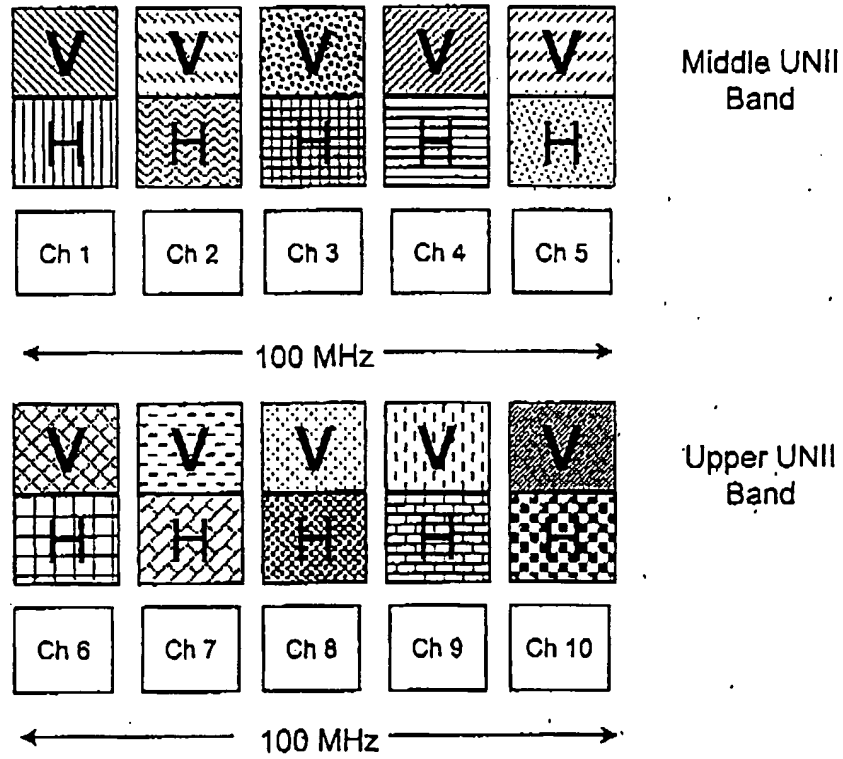 V V V V V
Middle UNII
Band
H H H H H
Ch 1 Ch 2 Ch 3 Ch 4 Ch 5
100 MHz
V V V V V
Upper UNII
Band
H H H H H
Ch 6 Ch 7 Ch 8 Ch 9 Ch 10
100 MHz